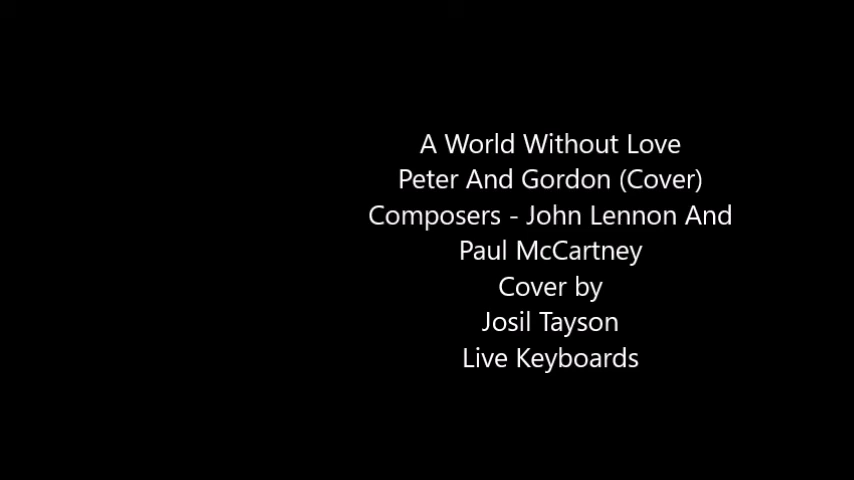 A World Without Love
Peter And Gordon (Cover)
Composers - John Lennon And
Paul McCartney
Cover by
Josil Tayson
Live Keyboards